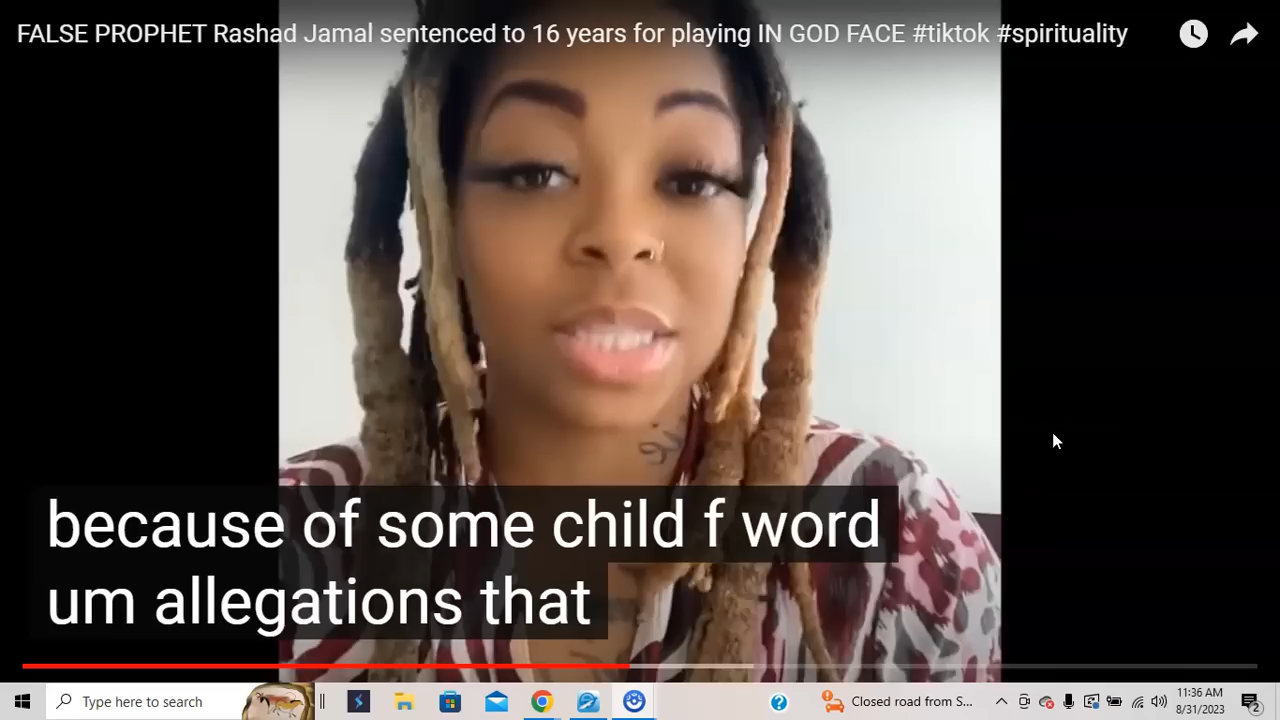 FALSE PROPHET Rashad Jamal sentenced to 16 years for playing IN GOD FACE #tiktok #spirituality
because of some child f word
um allegations that
Type here to search
Closed road from S...
11:36 AM
8/31/2023
2